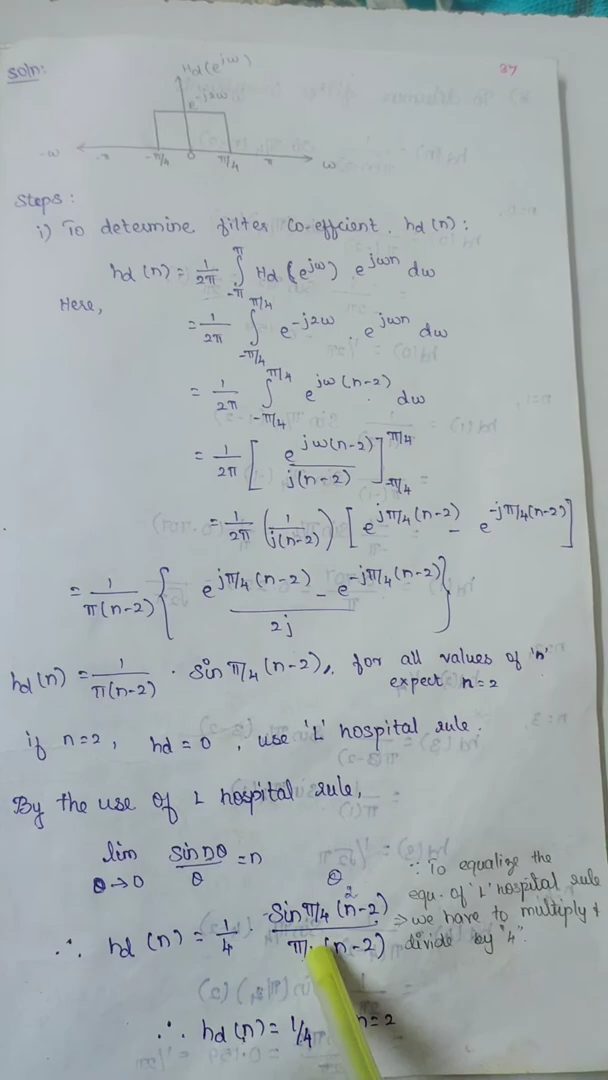 37
Soln:
Hd(e^jω)
e^-j2ω
-ω -π -π/4 0 π/4 π ω
Steps:
i) To determine filter co-effcient. hd(n):
hd(n) = 1/2π ∫_-π^π Hd(e^jω) e^jωn dω
Here,
= 1/2π ∫_-π/4^π/4 e^-j2ω e^jωn dω
= 1/2π ∫_-π/4^π/4 e^jω(n-2) dω
= 1/2π [e^jω(n-2) / j(n-2)]_-π/4^π/4
= 1/2π (1/j(n-2)) [e^jπ/4(n-2) - e^-jπ/4(n-2)]
= 1/π(n-2) {e^jπ/4(n-2) - e^-jπ/4(n-2) / 2j}
hd(n) = 1/π(n-2) · Sin π/4 (n-2), for all values of 'n'
expect n=2
if n=2, hd=0, use 'L' hospital rule.
By the use of L hospital rule,
lim θ→0 Sin nθ/θ = n
∵ To equalize the
equ. of 'L' hospital rule
⇒ we have to multiply &
divide by "4".
θ
∴ hd(n) = 1/4 Sin π/4 (n-2) / (n-2)
∴ hd(n) = 1/4 n=2